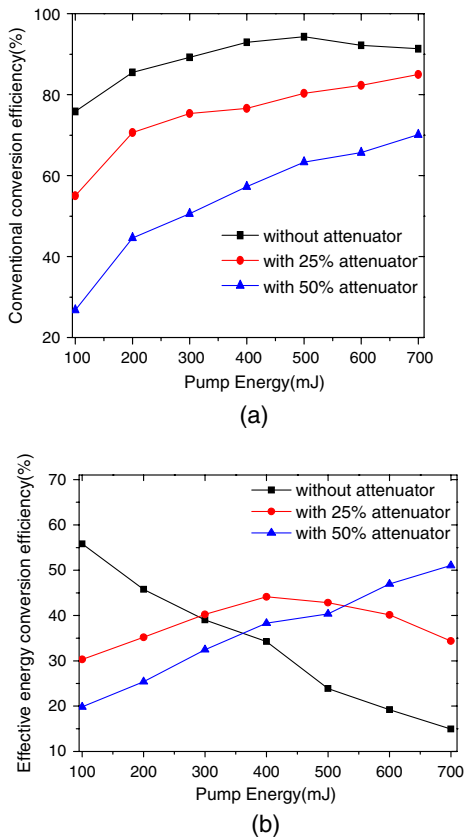 Conventional conversion efficiency(%)
100
80
60
40
20
without attenuator
with 25% attenuator
with 50% attenuator
100 200 300 400 500 600 700
Pump Energy(mJ)
(a)
Effective energy conversion efficiency(%)
70
60
50
40
30
20
10
without attenuator
with 25% attenuator
with 50% attenuator
100 200 300 400 500 600 700
Pump Energy(mJ)
(b)